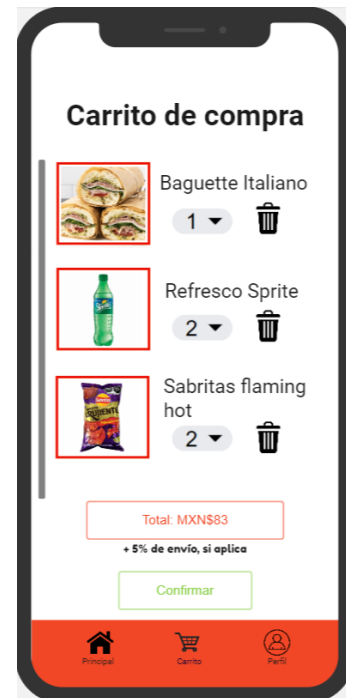 Carrito de compra
Baguette Italiano
1
Refresco Sprite
2
Sabritas flaming
hot
2
Total: MXN$83
+ 5% de envío, si aplica
Confirmar
Principal
Carrito
Perfil